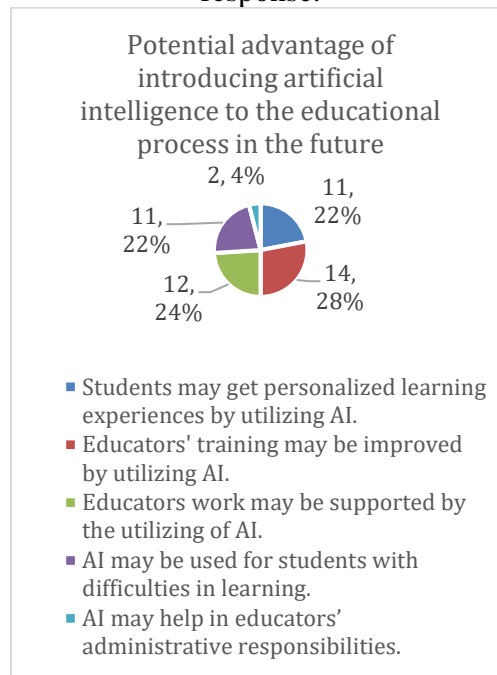 response.
Potential advantage of
introducing artificial
intelligence to the educational
process in the future
2, 4%
11,
22%
11,
22%
12,
24%
14,
28%
Students may get personalized learning
experiences by utilizing AI.
Educators' training may be improved
by utilizing AI.
Educators work may be supported by
the utilizing of AI.
AI may be used for students with
difficulties in learning.
AI may help in educators’
administrative responsibilities.